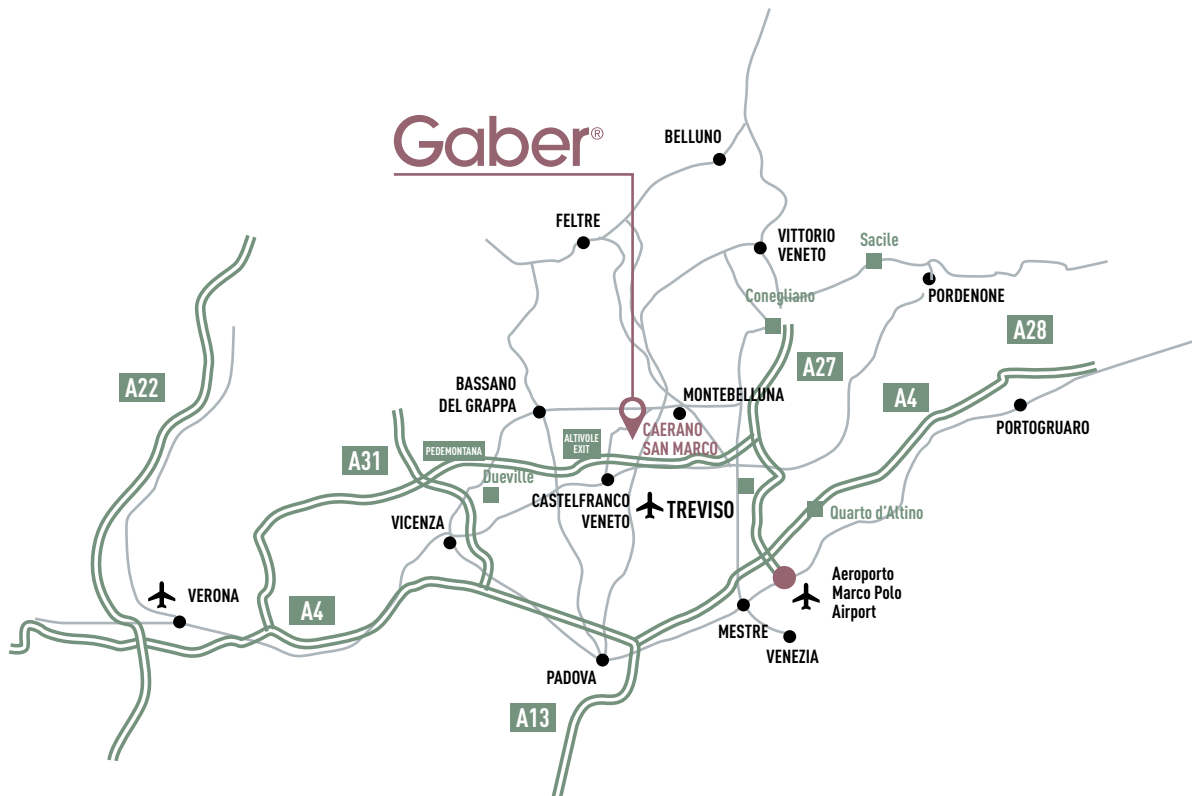 Gaber®
BELLUNO
FELTRE
VITTORIO
VENETO
Sacile
PORDENONE
Conegliano
A28
A27
A22
BASSANO
DEL GRAPPA
MONTEBELLUNA
A4
PORTOGRUARO
CAERANO
SAN MARCO
ALTIVOLE
EXIT
PEDEMONTANA
A31
Dueville
CASTELFRANCO
VENETO
TREVISO
Quarto d'Altino
VICENZA
VERONA
A4
Aeroporto
Marco Polo
Airport
MESTRE
VENEZIA
PADOVA
A13